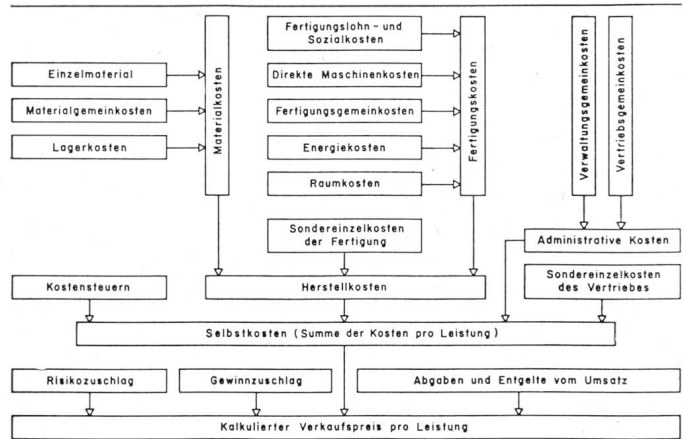 Fertigungslohn- und
Sozialkosten
Einzelmaterial
Direkte Maschinenkosten
Materialgemeinkosten
Fertigungsgemeinkosten
Lagerkosten
Energiekosten
Raumkosten
Materialkosten
Fertigungskosten
Verwaltungsgemeinkosten
Vertriebsgemeinkosten
Sondereinzelkosten
der Fertigung
Administrative Kosten
Kostensteuern
Herstellkosten
Sondereinzelkosten
des Vertriebes
Selbstkosten (Summe der Kosten pro Leistung)
Risikozuschlag
Gewinnzuschlag
Abgaben und Entgelte vom Umsatz
Kalkulierter Verkaufspreis pro Leistung